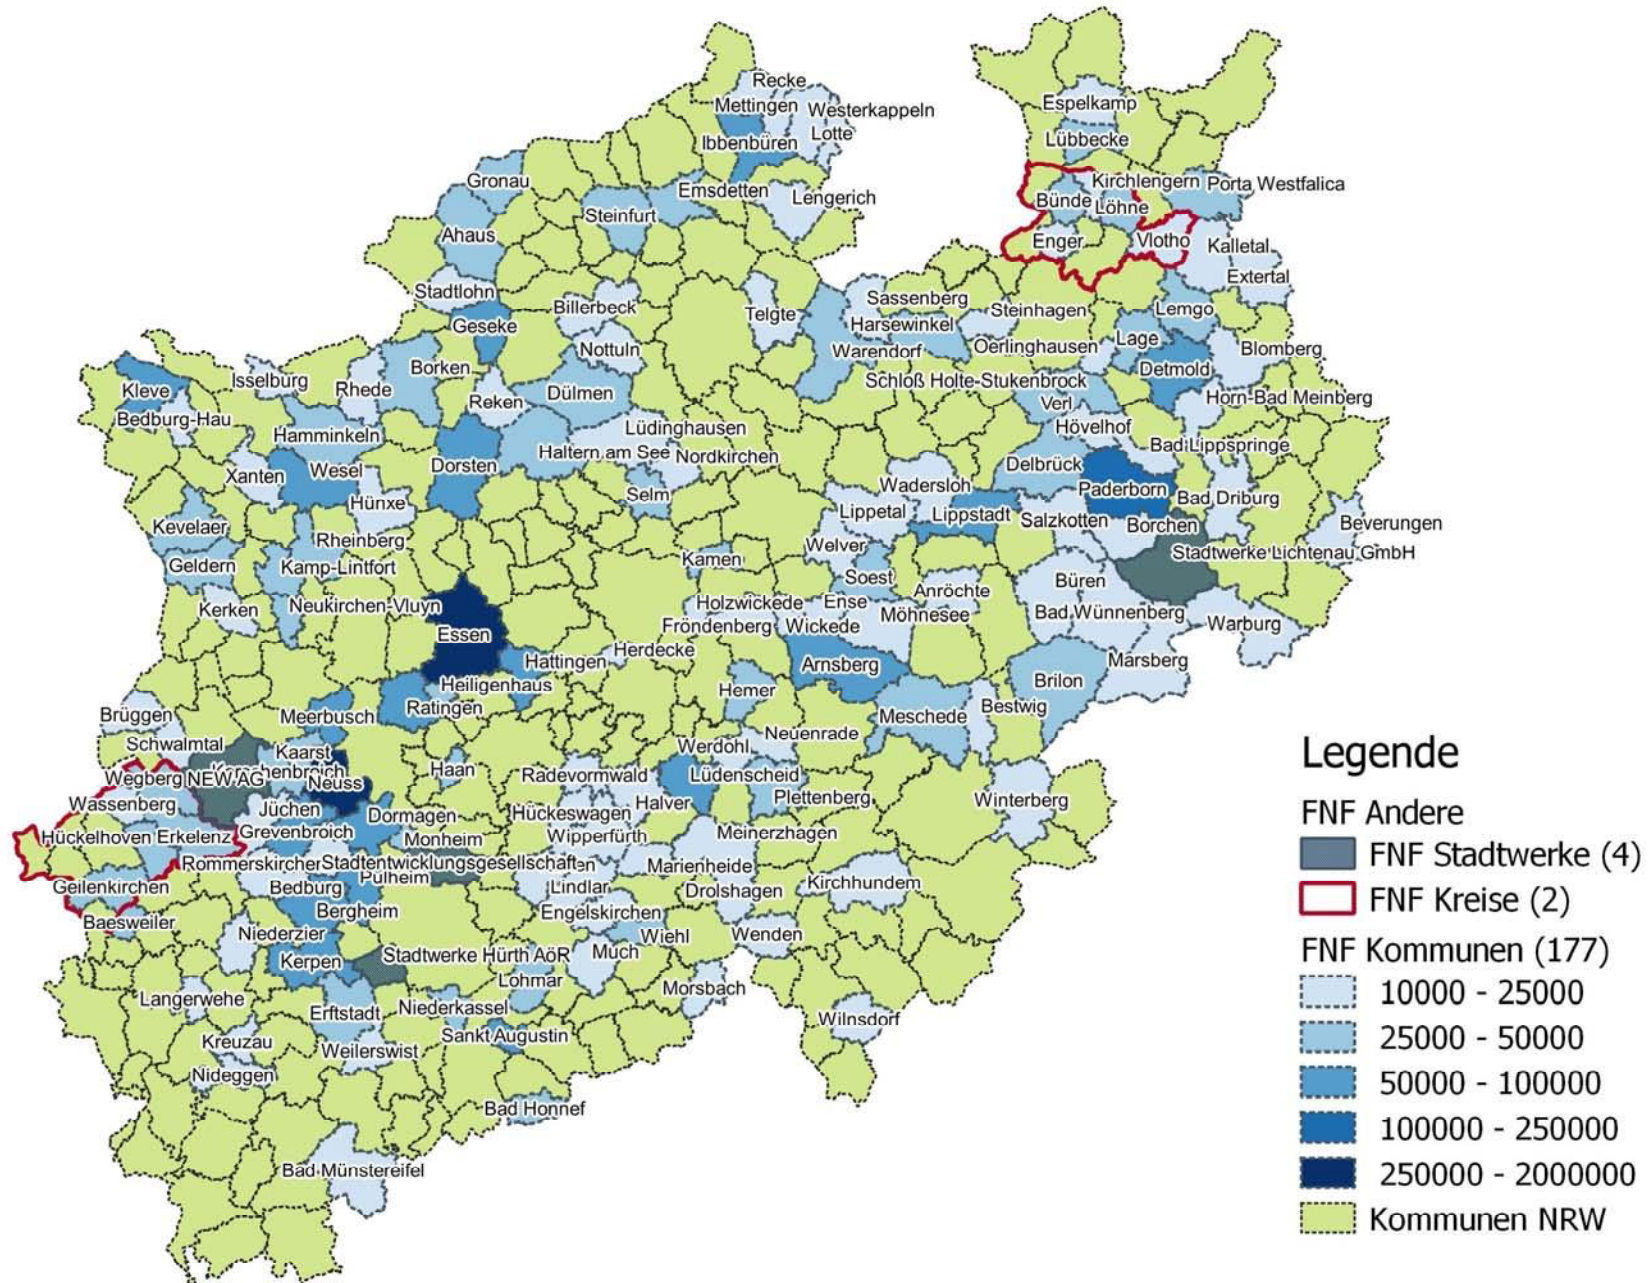 Recke
Mettingen
Westerkappeln
Lotte
Ibbenbüren
Espelkamp
Lübbecke
Gronau
Emsdetten
Lengerich
Steinfurt
Kirchlengern
Porta Westfalica
Bünde
Löhne
Ahaus
Enger
Vlotho
Kalletal
Extertal
Stadtlohn
Billerbeck
Telgte
Sassenberg
Steinhagen
Lemgo
Geseke
Harsewinkel
Nottuln
Warendorf
Oerlinghausen
Lage
Blomberg
Borken
Detmold
Kleve
Isselburg
Rhede
Reken
Dülmen
Schloß Holte-Stukenbrock
Verl
Horn-Bad Meinberg
Bedburg-Hau
Hamminkeln
Lüdinghausen
Hövelhof
Haltern am See
Nordkirchen
Bad Lippspringe
Xanten
Wesel
Dorsten
Delbrück
Hünxe
Selm
Wadersloh
Paderborn
Bad Driburg
Lippetal
Lippstadt
Salzkotten
Borchen
Beverungen
Kevelaer
Rheinberg
Welver
Stadtwerke Lichtenau GmbH
Geldern
Kamp-Lintfort
Kamen
Soest
Büren
Anröchte
Kerken
Neukirchen-Vluyn
Holzwickede
Ense
Möhnesee
Bad Wünnenberg
Essen
Fröndenberg
Wickede
Warburg
Hattingen
Herdecke
Arnsberg
Marsberg
Heiligenhaus
Hemer
Brilon
Ratingen
Brüggen
Meerbusch
Meschede
Bestwig
Schwalmtal
Kaarst
Werdohl
Neuenrade
Wegberg
NEW AG
Neuss
Haan
Radevormwald
Lüdenscheid
Wassenberg
Jüchen
Dormagen
Hückeswagen
Halver
Plettenberg
Winterberg
Hückelhoven
Erkelenz
Grevenbroich
Monheim
Wipperfürth
Meinerzhagen
Rommerskirchen
Stadtentwicklungsgesellschaft
Marienheide
Geilenkirchen
Bedburg
Pulheim
Lindlar
Drolshagen
Kirchhundem
Baesweiler
Bergheim
Engelskirchen
Niederzier
Wiehl
Wenden
Kerpen
Stadtwerke Hürth AöR
Much
Lohmar
Morsbach
Langerwehe
Erftstadt
Niederkassel
Wilnsdorf
Kreuzau
Weilerswist
Sankt Augustin
Nideggen
Bad Honnef
Bad Münstereifel
Legende
FNF Andere
FNF Stadtwerke (4)
FNF Kreise (2)
FNF Kommunen (177)
10000 - 25000
25000 - 50000
50000 - 100000
100000 - 250000
250000 - 2000000
Kommunen NRW